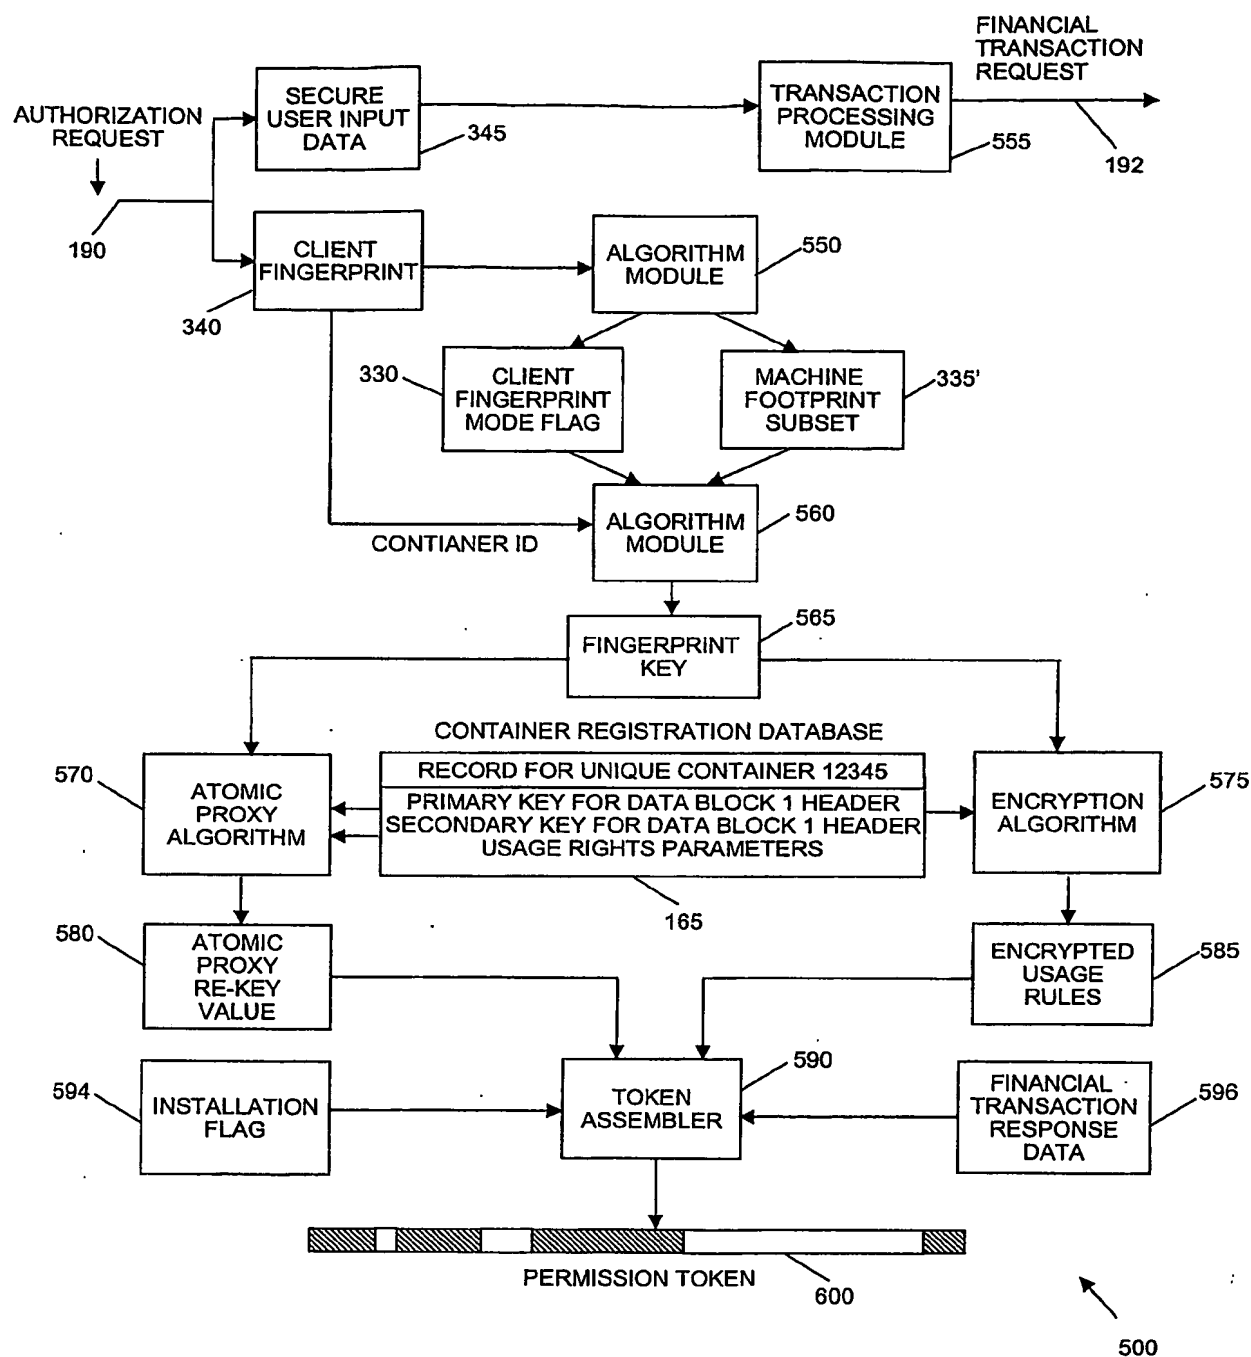 FINANCIAL
TRANSACTION
REQUEST
AUTHORIZATION
REQUEST
190
SECURE
USER INPUT
DATA
345
TRANSACTION
PROCESSING
MODULE
555
192
CLIENT
FINGERPRINT
340
ALGORITHM
MODULE
550
330
CLIENT
FINGERPRINT
MODE FLAG
MACHINE
FOOTPRINT
SUBSET
335'
CONTIANER ID
ALGORITHM
MODULE
560
FINGERPRINT
KEY
565
CONTAINER REGISTRATION DATABASE
RECORD FOR UNIQUE CONTAINER 12345
PRIMARY KEY FOR DATA BLOCK 1 HEADER
SECONDARY KEY FOR DATA BLOCK 1 HEADER
USAGE RIGHTS PARAMETERS
165
570
ATOMIC
PROXY
ALGORITHM
ENCRYPTION
ALGORITHM
575
580
ATOMIC
PROXY
RE-KEY
VALUE
ENCRYPTED
USAGE
RULES
585
594
INSTALLATION
FLAG
TOKEN
ASSEMBLER
590
FINANCIAL
TRANSACTION
RESPONSE
DATA
596
PERMISSION TOKEN
600
500